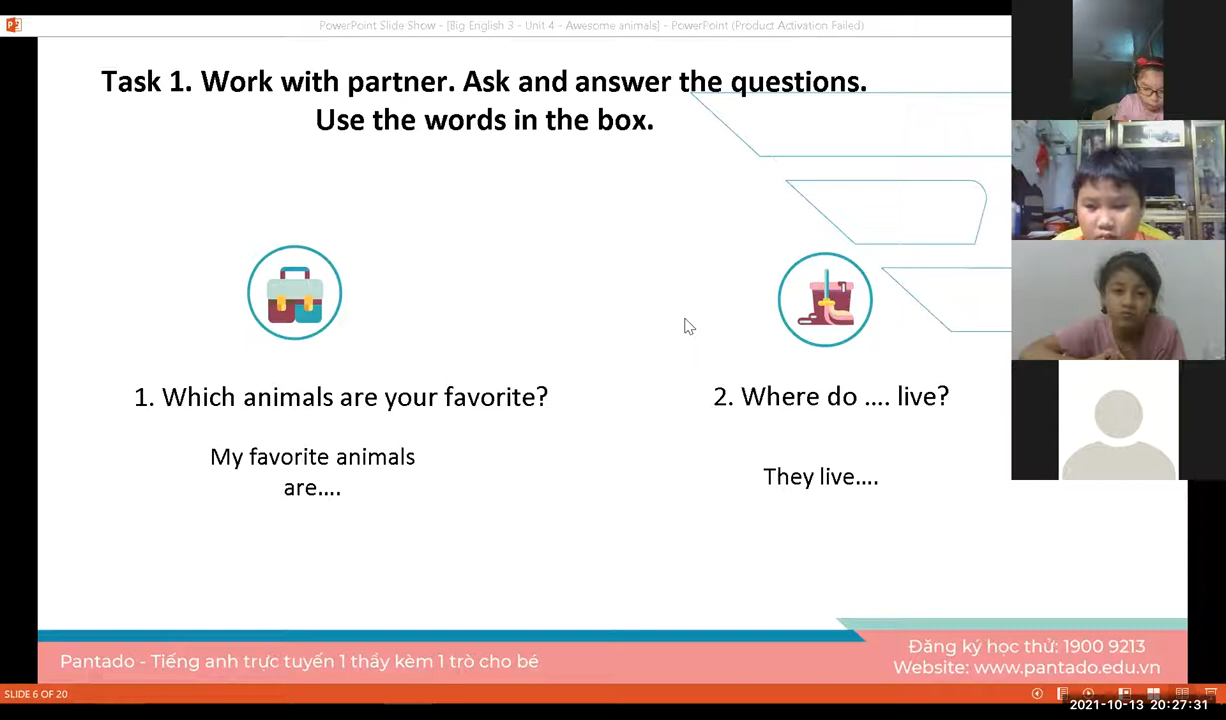 PowerPoint Slide Show - [Big English 3 - Unit 4 - Awesome animals] - PowerPoint (Product Activation Failed)
Task 1. Work with partner. Ask and answer the questions.
Use the words in the box.
1. Which animals are your favorite?
My favorite animals
are....
2. Where do .... live?
They live....
Pantado - Tiếng anh trực tuyến 1 thầy kèm 1 trò cho bé
Đăng ký học thử: 1900 9213
Website: www.pantado.edu.vn
SLIDE 6 OF 20
2021-10-13 20:27:31